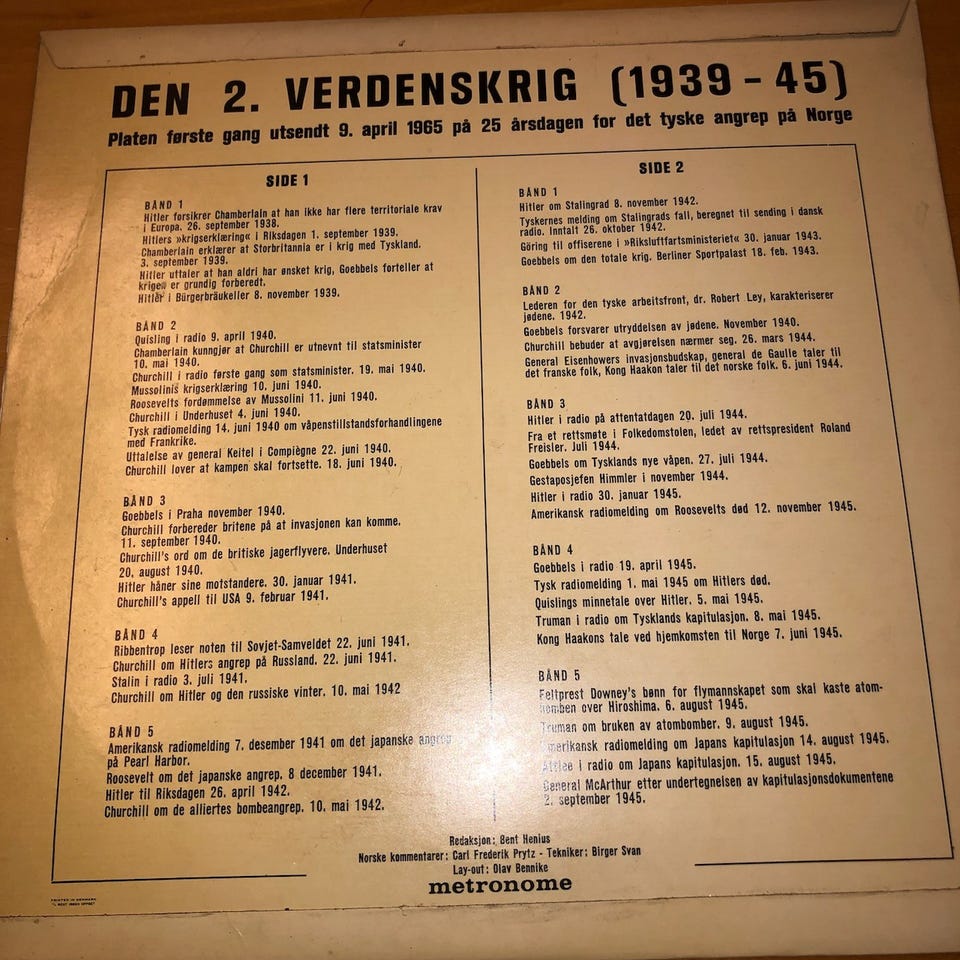 DEN 2. VERDENSKRIG (1939 - 45)
Platen første gang utsendt 9. april 1965 på 25 årsdagen for det tyske angrep på Norge
SIDE 1
BÅND 1
Hitler forsikrer Chamberlain at han ikke har flere territoriale krav
i Europa. 26. september 1938.
Hitlers »krigserklæring« i Riksdagen 1. september 1939.
Chamberlain erklærer at Storbritannia er i krig med Tyskland.
3. september 1939.
Hitler uttaler at han aldri har ønsket krig, Goebbels forteller at
krigen er grundig forberedt.
Hitler i Bürgerbräukeller 8. november 1939.
BÅND 2
Quisling i radio 9. april 1940.
Chamberlain kunngjør at Churchill er utnevnt til statsminister
10. mai 1940.
Churchill i radio første gang som statsminister. 19. mai 1940.
Mussolinis krigserklæring 10. juni 1940.
Roosevelts fordømmelse av Mussolini 11. juni 1940.
Churchill i Underhuset 4. juni 1940.
Tysk radiomelding 14. juni 1940 om våpenstillstandsforhandlingene
med Frankrike.
Uttalelse av general Keitel i Compiègne 22. juni 1940.
Churchill lover at kampen skal fortsette. 18. juni 1940.
BÅND 3
Goebbels i Praha november 1940.
Churchill forbereder britene på at invasjonen kan komme.
11. september 1940.
Churchill's ord om de britiske jagerflyvere. Underhuset
20. august 1940.
Hitler håner sine motstandere. 30. januar 1941.
Churchill's appell til USA 9. februar 1941.
BÅND 4
Ribbentrop leser noten til Sovjet-Samveldet 22. juni 1941.
Churchill om Hitlers angrep på Russland. 22. juni 1941.
Stalin i radio 3. juli 1941.
Churchill om Hitler og den russiske vinter. 10. mai 1942
BÅND 5
Amerikansk radiomelding 7. desember 1941 om det japanske angrep
på Pearl Harbor.
Roosevelt om det japanske angrep. 8 december 1941.
Hitler til Riksdagen 26. april 1942.
Churchill om de alliertes bombeangrep. 10. mai 1942.
SIDE 2
BÅND 1
Hitler om Stalingrad 8. november 1942.
Tyskernes melding om Stalingrads fall, beregnet til sending i dansk
radio. Inntalt 26. oktober 1942.
Göring til offiserene i »Riksluftfartsministeriet« 30. januar 1943.
Goebbels om den totale krig. Berliner Sportpalast 18. feb. 1943.
BÅND 2
Lederen for den tyske arbeitsfront, dr. Robert Ley, karakteriserer
jødene. 1942.
Goebbels forsvarer utryddelsen av jødene. November 1940.
Churchill bebuder at avgjørelsen nærmer seg. 26. mars 1944.
General Eisenhowers invasjonsbudskap, general de Gaulle taler til
det franske folk, Kong Haakon taler til det norske folk. 6. juni 1944.
BÅND 3
Hitler i radio på attentatdagen 20. juli 1944.
Fra et rettsmøte i Folkedomstolen, ledet av rettspresident Roland
Freisler. Juli 1944.
Goebbels om Tysklands nye våpen. 27. juli 1944.
Gestaposjefen Himmler i november 1944.
Hitler i radio 30. januar 1945.
Amerikansk radiomelding om Roosevelts død 12. november 1945.
BÅND 4
Goebbels i radio 19. april 1945.
Tysk radiomelding 1. mai 1945 om Hitlers død.
Quislings minnetale over Hitler. 5. mai 1945.
Truman i radio om Tysklands kapitulasjon. 8. mai 1945.
Kong Haakons tale ved hjemkomsten til Norge 7. juni 1945.
BÅND 5
Feltprest Downey's bønn for flymannskapet som skal kaste atom-
bomben over Hiroshima. 6. august 1945.
Truman om bruken av atombomber. 9. august 1945.
Amerikansk radiomelding om Japans kapitulasjon 14. august 1945.
Attlee i radio om Japans kapitulasjon. 15. august 1945.
General McArthur etter undertegnelsen av kapitulasjonsdokumentene
2. september 1945.
Redaksjon: Bent Henius
Norske kommentarer: Carl Frederik Prytz - Tekniker: Birger Svan
Lay-out: Olav Bennike
metronome
PRINTED IN DENMARK